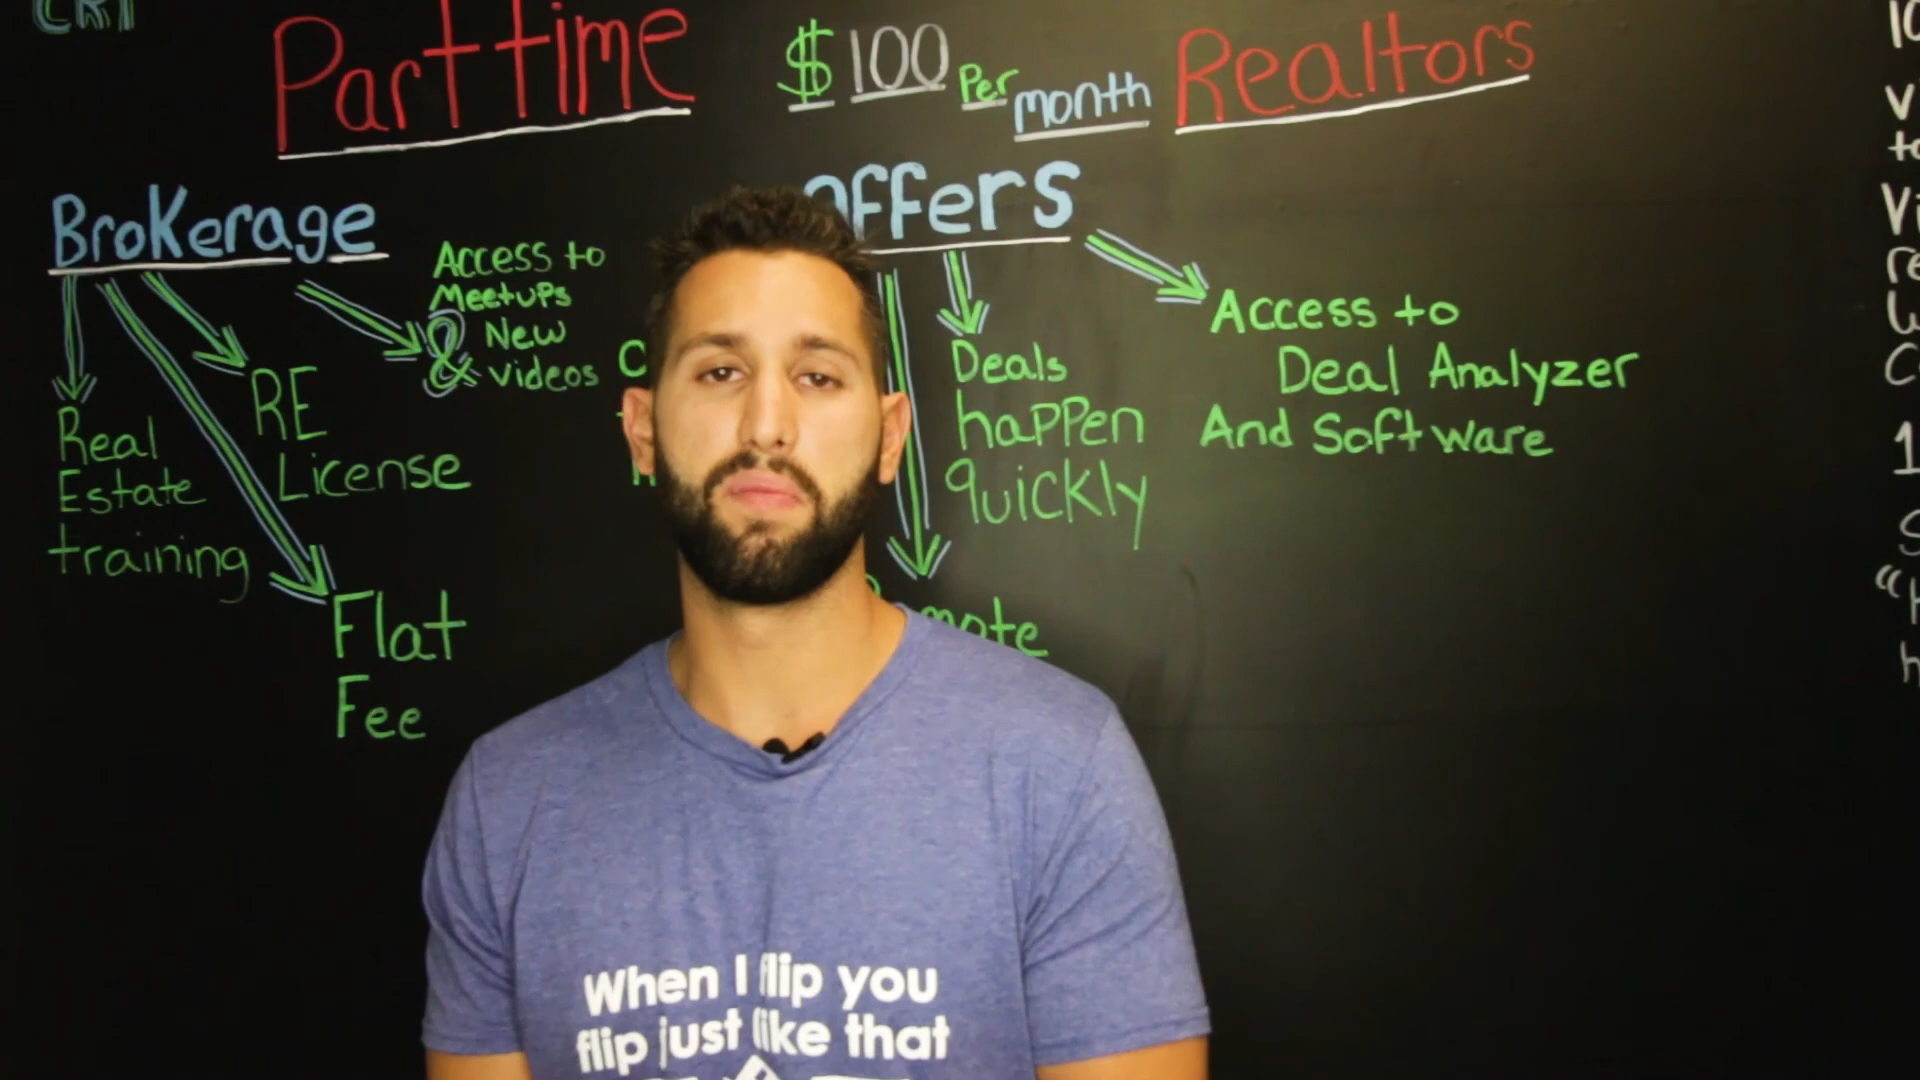 CRI
Part time $100 Per month Realtors
Brokerage
Offers
Access to
Meetups
& New
videos
Real
Estate
training
RE
License
Flat
Fee
Deals
happen
quickly
Access to
Deal Analyzer
And Software
When I flip you
flip just like that